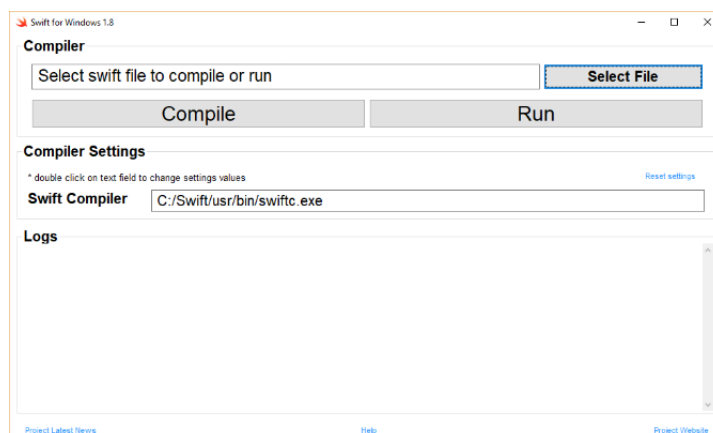 Swift for Windows 1.8
Compiler
Select swift file to compile or run
Select File
Compile
Run
Compiler Settings
* double click on text field to change settings values
Reset settings
Swift Compiler
C:/Swift/usr/bin/swiftc.exe
Logs
Project Latest News
Help
Project Website